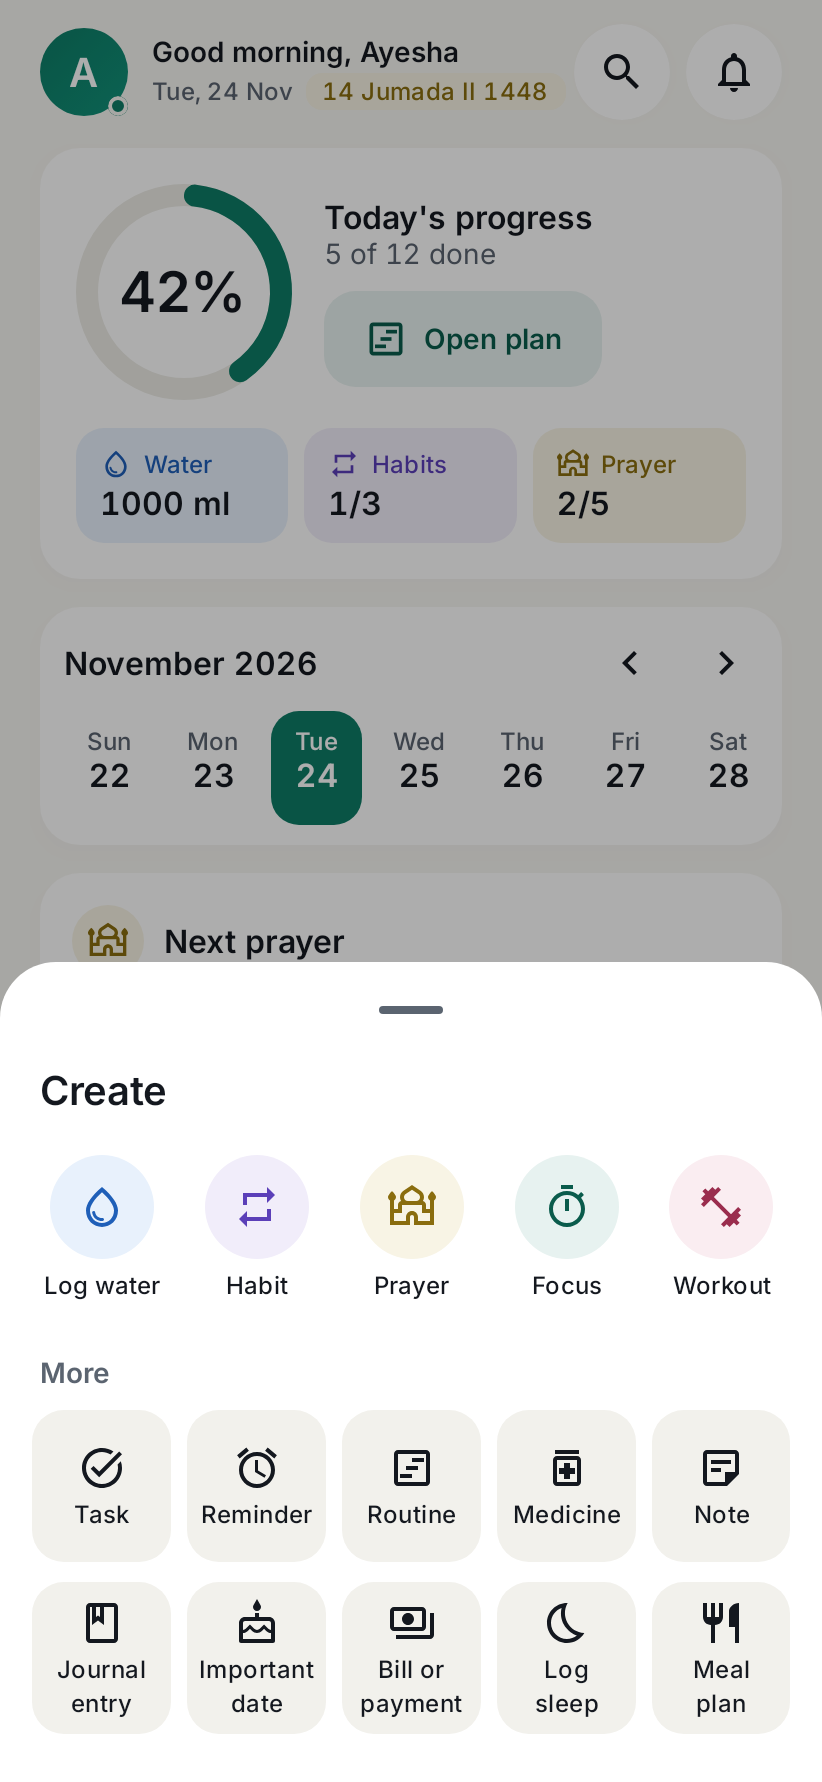 A
Good morning, Ayesha
Tue, 24 Nov
14 Jumada II 1448
42%
Today's progress
5 of 12 done
Open plan
Water
1000 ml
Habits
1/3
Prayer
2/5
November 2026
Sun Mon Tue Wed Thu Fri Sat
22 23 24 25 26 27 28
Next prayer
Create
Log water Habit Prayer Focus Workout
More
Task Reminder Routine Medicine Note
Journal entry
Important date
Bill or payment
Log sleep
Meal plan